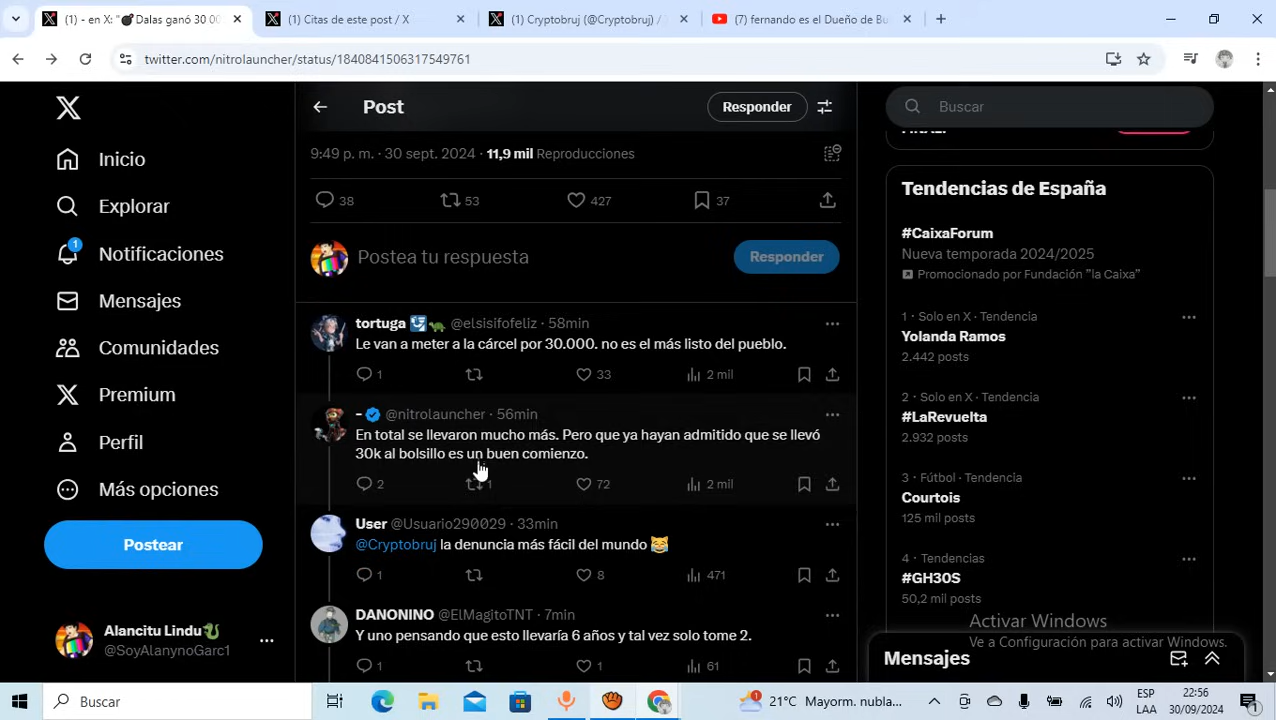 (1) - en X: "💣 Dalas ganó 30 00
(1) Citas de este post / X
(1) Cryptobruj (@Cryptobruj) /
(7) fernando es el Dueño de Bu
twitter.com/nitrolauncher/status/1840841506317549761
Inicio
Explorar
1
Notificaciones
Mensajes
Comunidades
Premium
Perfil
Más opciones
Postear
Alancitu Lindu🐍
@SoyAlanynoGarc1
Post
Responder
9:49 p. m. · 30 sept. 2024 · 11,9 mil Reproducciones
38 53 427 37
Postea tu respuesta
Responder
tortuga @elsisifofeliz · 58min
Le van a meter a la cárcel por 30.000. no es el más listo del pueblo.
1 33 2 mil
- @nitrolauncher · 56min
En total se llevaron mucho más. Pero que ya hayan admitido que se llevó
30k al bolsillo es un buen comienzo.
2 1 72 2 mil
User @Usuario290029 · 33min
@Cryptobruj la denuncia más fácil del mundo 😹
1 8 471
DANONINO @ElMagitoTNT · 7min
Y uno pensando que esto llevaría 6 años y tal vez solo tome 2.
1 1 61
Buscar
Tendencias de España
#CaixaForum
Nueva temporada 2024/2025
Promocionado por Fundación "la Caixa"
1 · Solo en X · Tendencia
Yolanda Ramos
2.442 posts
2 · Solo en X · Tendencia
#LaRevuelta
2.932 posts
3 · Fútbol · Tendencia
Courtois
125 mil posts
4 · Tendencias
#GH30S
50,2 mil posts
Activar Windows
Ve a Configuración para activar Windows.
Mensajes
Buscar
1
21°C Mayorm. nubla...
ESP
LAA
22:56
30/09/2024
1